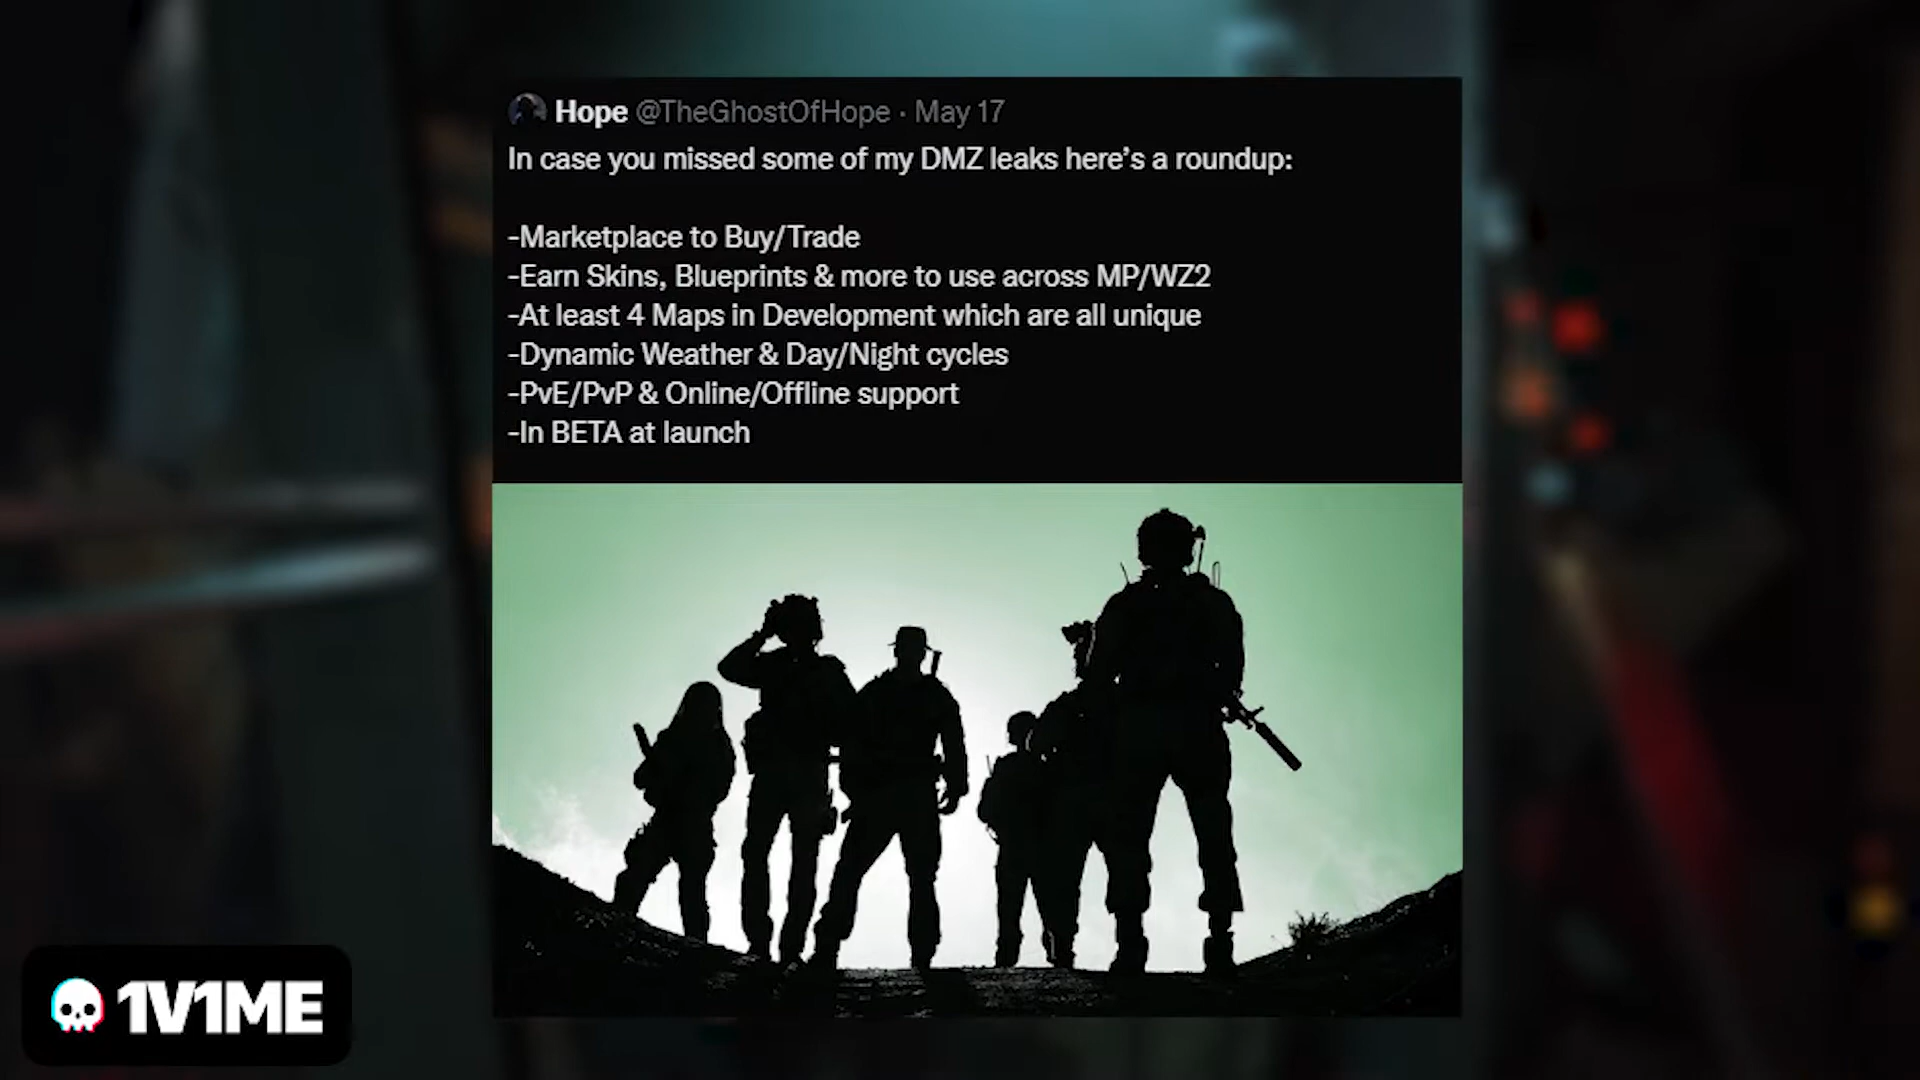 Hope @TheGhostOfHope · May 17
In case you missed some of my DMZ leaks here’s a roundup:
-Marketplace to Buy/Trade
-Earn Skins, Blueprints & more to use across MP/WZ2
-At least 4 Maps in Development which are all unique
-Dynamic Weather & Day/Night cycles
-PvE/PvP & Online/Offline support
-In BETA at launch
1V1ME